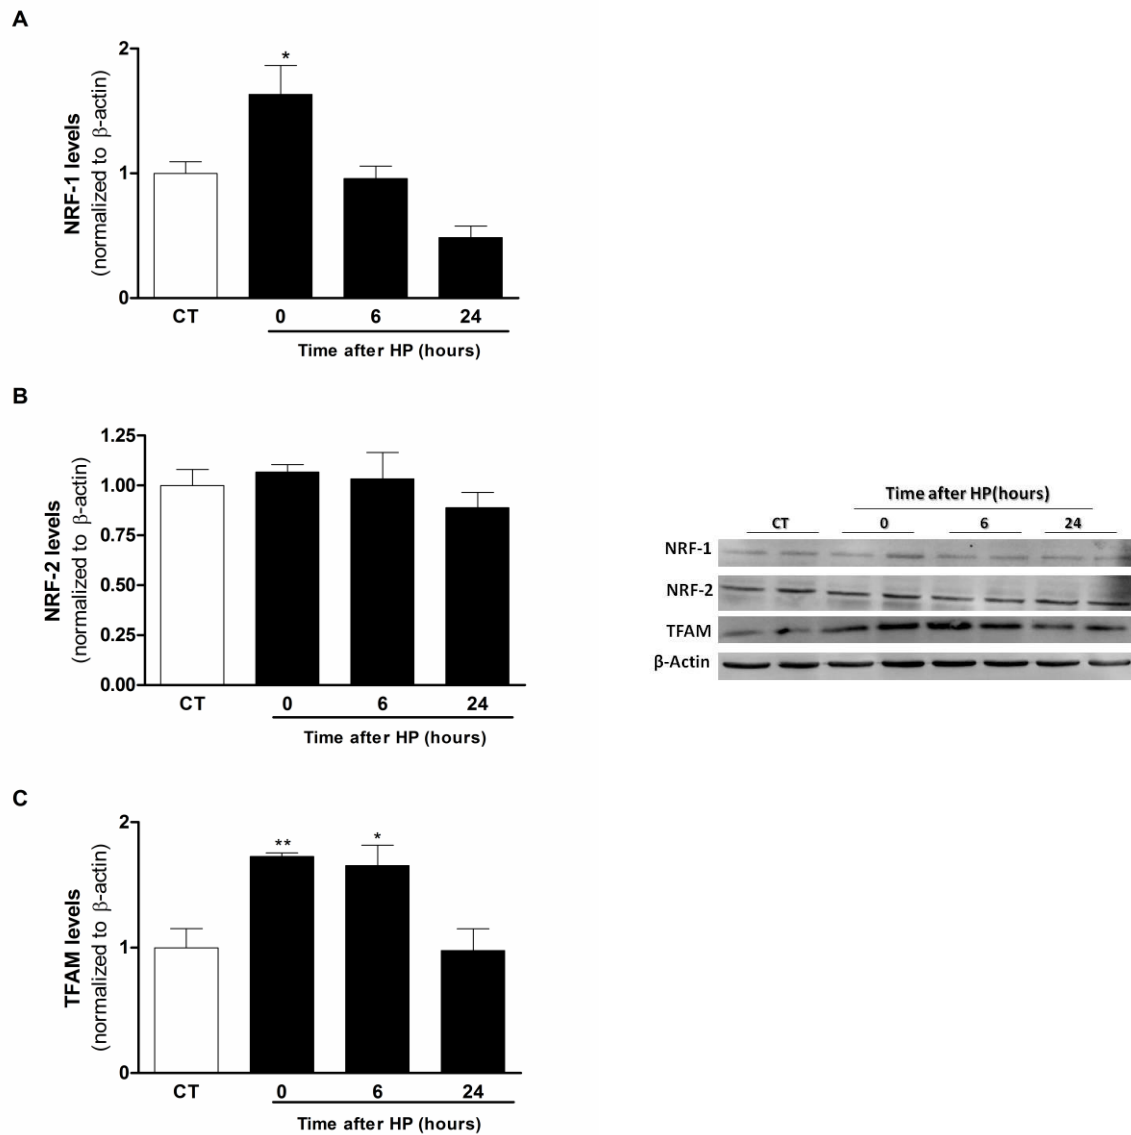 A
NRF-1 levels
(normalized to β-actin)
2
1
0
*
CT 0 6 24
Time after HP (hours)
B
NRF-2 levels
(normalized to β-actin)
1.25
1.00
0.75
0.50
0.25
0.00
CT 0 6 24
Time after HP (hours)
Time after HP(hours)
CT 0 6 24
NRF-1
NRF-2
TFAM
β-Actin
C
TFAM levels
(normalized to β-actin)
2
1
0
** *
CT 0 6 24
Time after HP (hours)